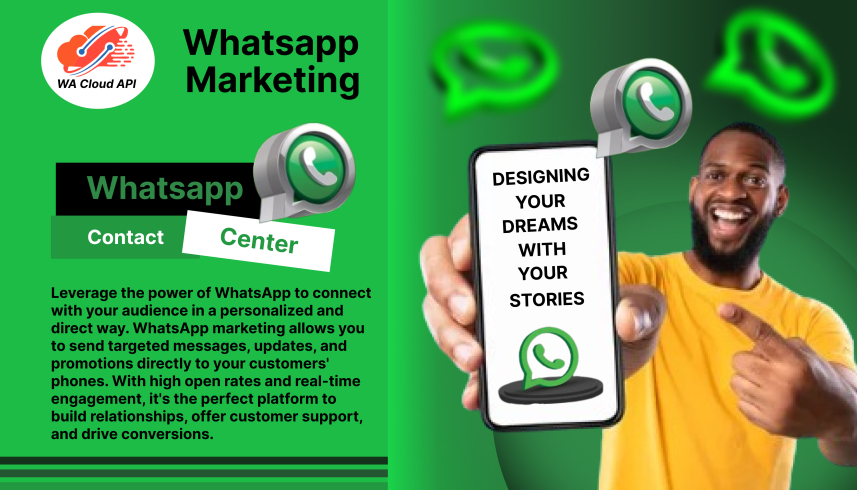 WA Cloud API
Whatsapp
Marketing
Whatsapp
Contact
Center
Leverage the power of WhatsApp to connect
with your audience in a personalized and
direct way. WhatsApp marketing allows you
to send targeted messages, updates, and
promotions directly to your customers'
phones. With high open rates and real-time
engagement, it's the perfect platform to
build relationships, offer customer support,
and drive conversions.
DESIGNING
YOUR
DREAMS
WITH
YOUR
STORIES